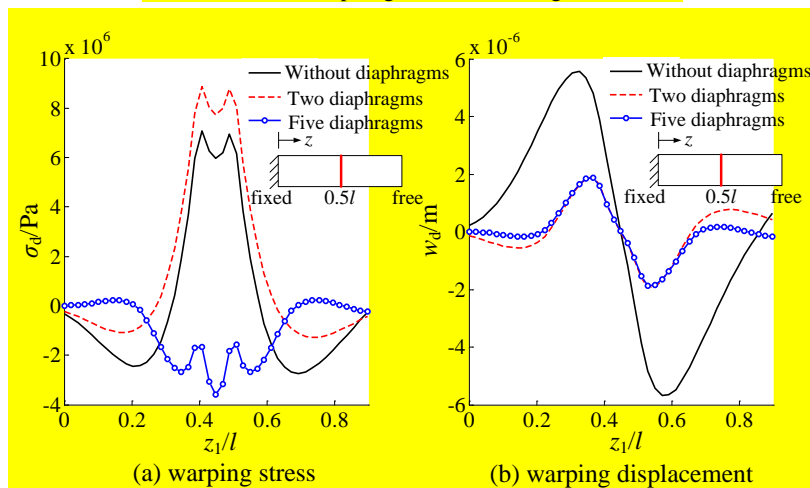 x 10^6
10
8
6
4
2
0
-2
-4
0
0.2
0.4
0.6
0.8
σd/Pa
z1/l
Without diaphragms
Two diaphragms
Five diaphragms
z
fixed
0.5l
free
(a) warping stress
x 10^-6
6
4
2
0
-2
-4
-6
0
0.2
0.4
0.6
0.8
wd/m
z1/l
Without diaphragms
Two diaphragms
Five diaphragms
z
fixed
0.5l
free
(b) warping displacement